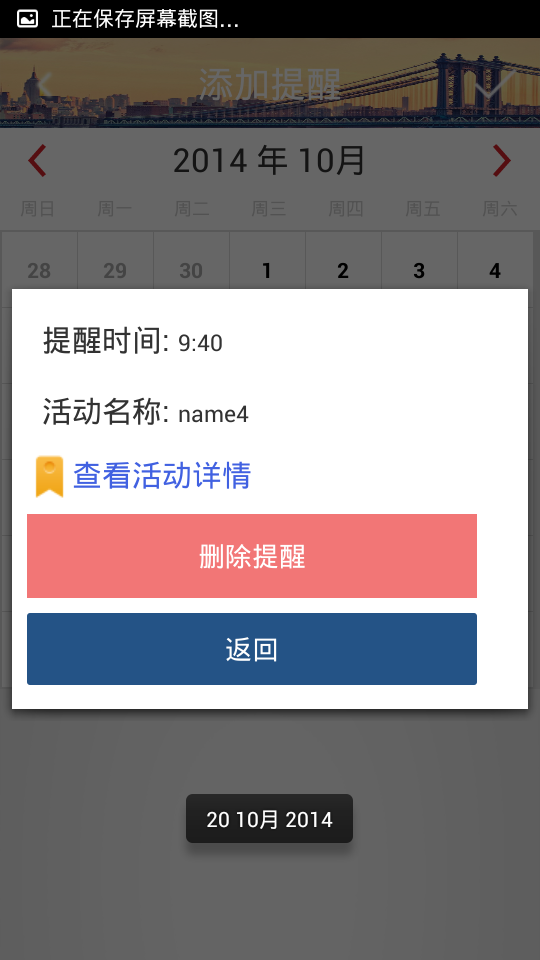 正在保存屏幕截图...
添加提醒
2014 年 10月
周日 周一 周二 周三 周四 周五 周六
28 29 30 1 2 3 4
提醒时间: 9:40
活动名称: name4
查看活动详情
删除提醒
返回
20 10月 2014